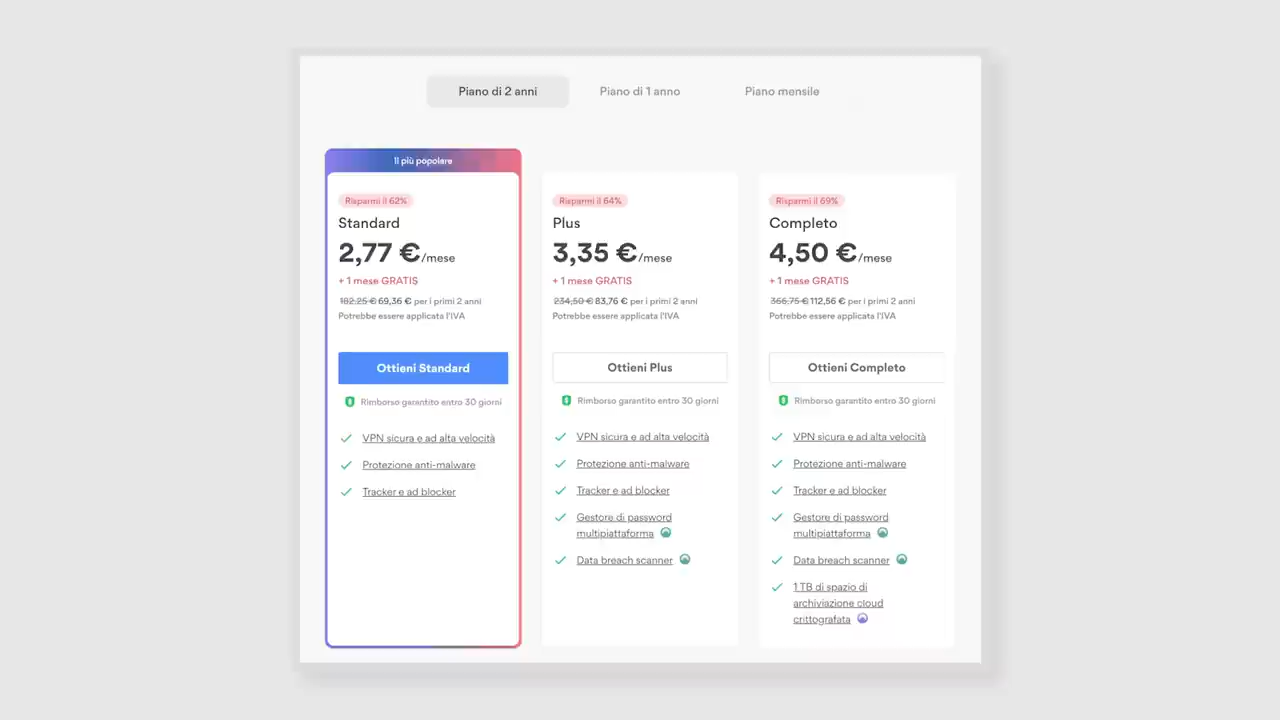 Piano di 2 anni
Piano di 1 anno
Piano mensile
Il più popolare
Risparmi il 62%
Standard
2,77 €/mese
+ 1 mese GRATIS
182,25 € 69,36 € per i primi 2 anni
Potrebbe essere applicata l'IVA
Ottieni Standard
Rimborso garantito entro 30 giorni
VPN sicura e ad alta velocità
Protezione anti-malware
Tracker e ad blocker
Risparmi il 64%
Plus
3,35 €/mese
+ 1 mese GRATIS
234,50 € 83,76 € per i primi 2 anni
Potrebbe essere applicata l'IVA
Ottieni Plus
Rimborso garantito entro 30 giorni
VPN sicura e ad alta velocità
Protezione anti-malware
Tracker e ad blocker
Gestore di password
multipiattaforma
Data breach scanner
Risparmi il 69%
Completo
4,50 €/mese
+ 1 mese GRATIS
366,75 € 112,56 € per i primi 2 anni
Potrebbe essere applicata l'IVA
Ottieni Completo
Rimborso garantito entro 30 giorni
VPN sicura e ad alta velocità
Protezione anti-malware
Tracker e ad blocker
Gestore di password
multipiattaforma
Data breach scanner
1 TB di spazio di
archiviazione cloud
crittografata